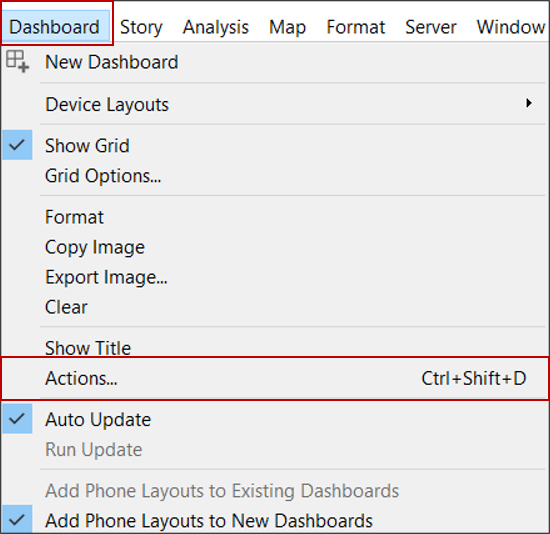 Dashboard Story Analysis Map Format Server Window
New Dashboard
Device Layouts
Show Grid
Grid Options...
Format
Copy Image
Export Image...
Clear
Show Title
Actions... Ctrl+Shift+D
Auto Update
Run Update
Add Phone Layouts to Existing Dashboards
Add Phone Layouts to New Dashboards